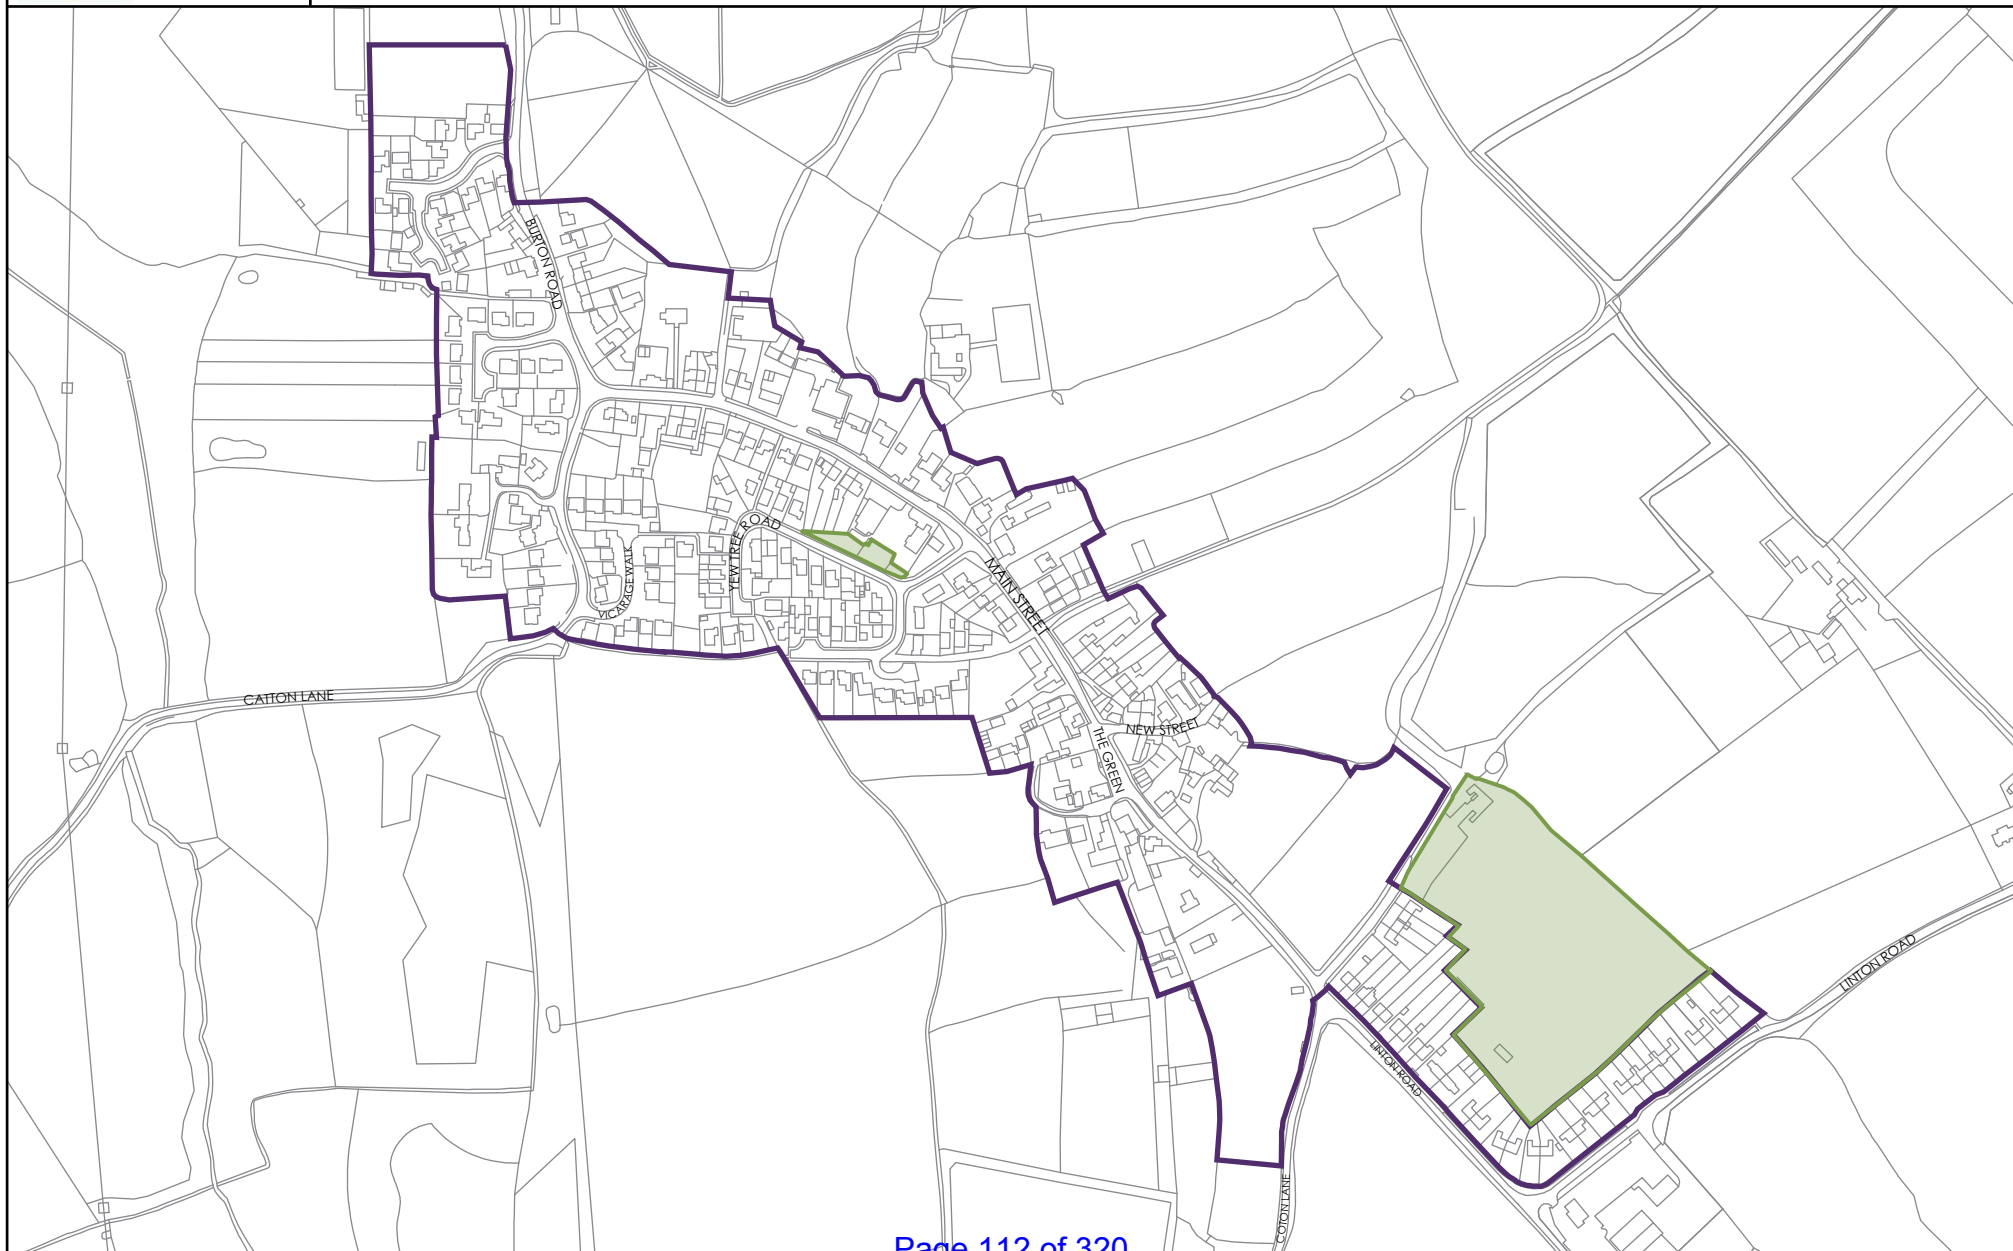 BURTON ROAD
YEW TREE ROAD
VICARAGE WALK
MAIN STREET
CATTON LANE
NEW STREET
THE GREEN
LINTON ROAD
LINTON ROAD
COTON LANE
Page 112 of 320